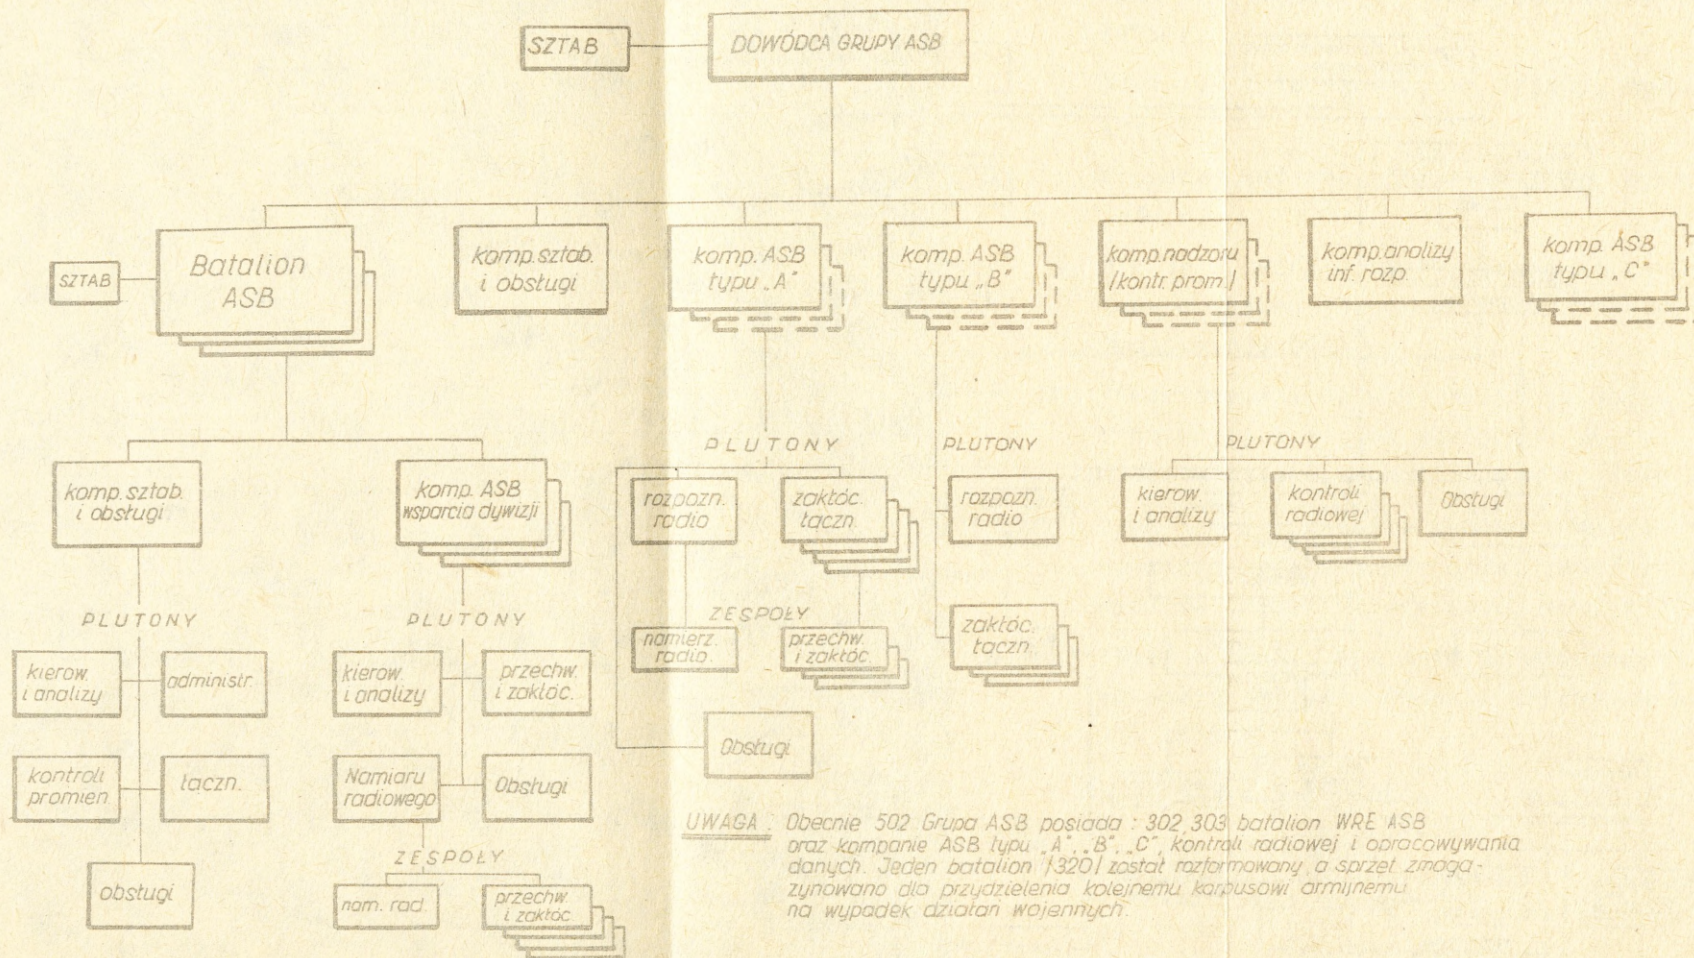 SZTAB
DOWÓDCA GRUPY ASB
SZTAB
Batalion
ASB
komp. sztab.
i obsługi
komp. ASB
typu „A"
komp. ASB
typu „B"
komp. nadzoru
/kontr. prom./
komp. analizy
inf. rozp.
komp. ASB
typu „C"
komp. sztab.
i obsługi
komp. ASB
wsparcia dywizji
PLUTONY
rozpozn.
radio
zakłóc.
łączn.
PLUTONY
rozpozn.
radio
PLUTONY
kierow.
i analizy
kontroli
radiowej
Obsługi
ZESPOŁY
namierz.
radio.
przechw.
i zakłóc.
zakłóc.
łączn.
Obsługi
PLUTONY
kierow.
i analizy
administr.
kontroli
promien.
łączn.
obsługi
PLUTONY
kierow.
i analizy
przechw.
i zakłóc.
Namiaru
radiowego
Obsługi
ZESPOŁY
nam. rad.
przechw.
i zakłóc.
UWAGA : Obecnie 502 Grupa ASB posiada : 302, 303 batalion WRE ASB
oraz kompanie ASB typu „A", „B", „C", kontroli radiowej i opracowywania
danych. Jeden batalion /320/ został rozformowany, a sprzęt zmaga-
zynowano dla przydzielenia kolejnemu korpusowi armijnemu
na wypadek działań wojennych.